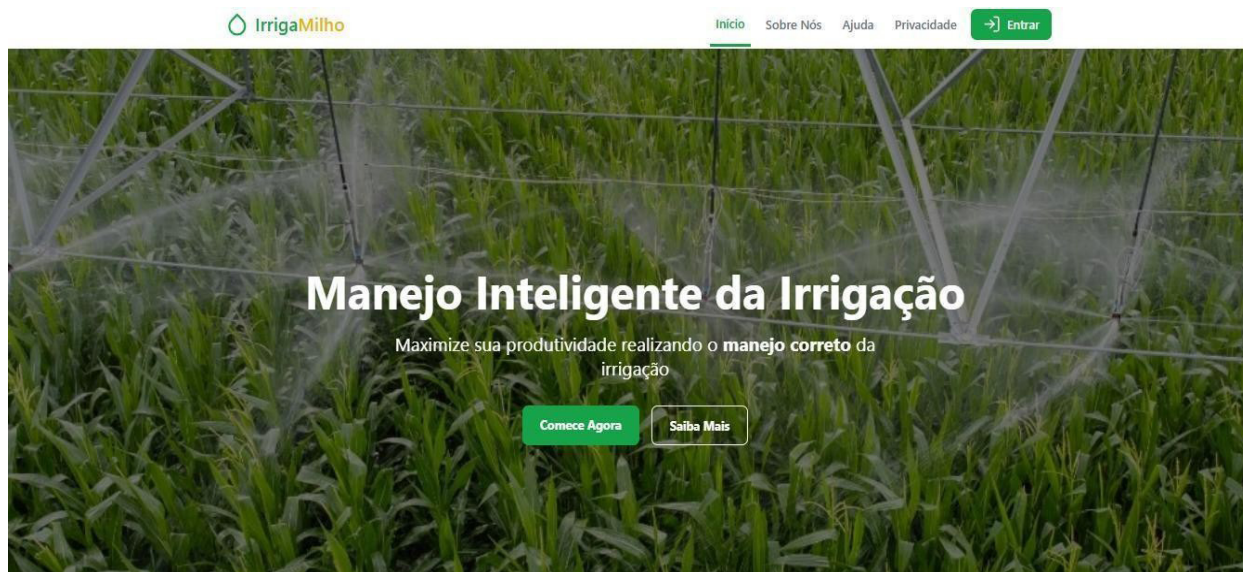 IrrigaMilho
Início Sobre Nós Ajuda Privacidade Entrar
Manejo Inteligente da Irrigação
Maximize sua produtividade realizando o manejo correto da
irrigação
Comece Agora Saiba Mais